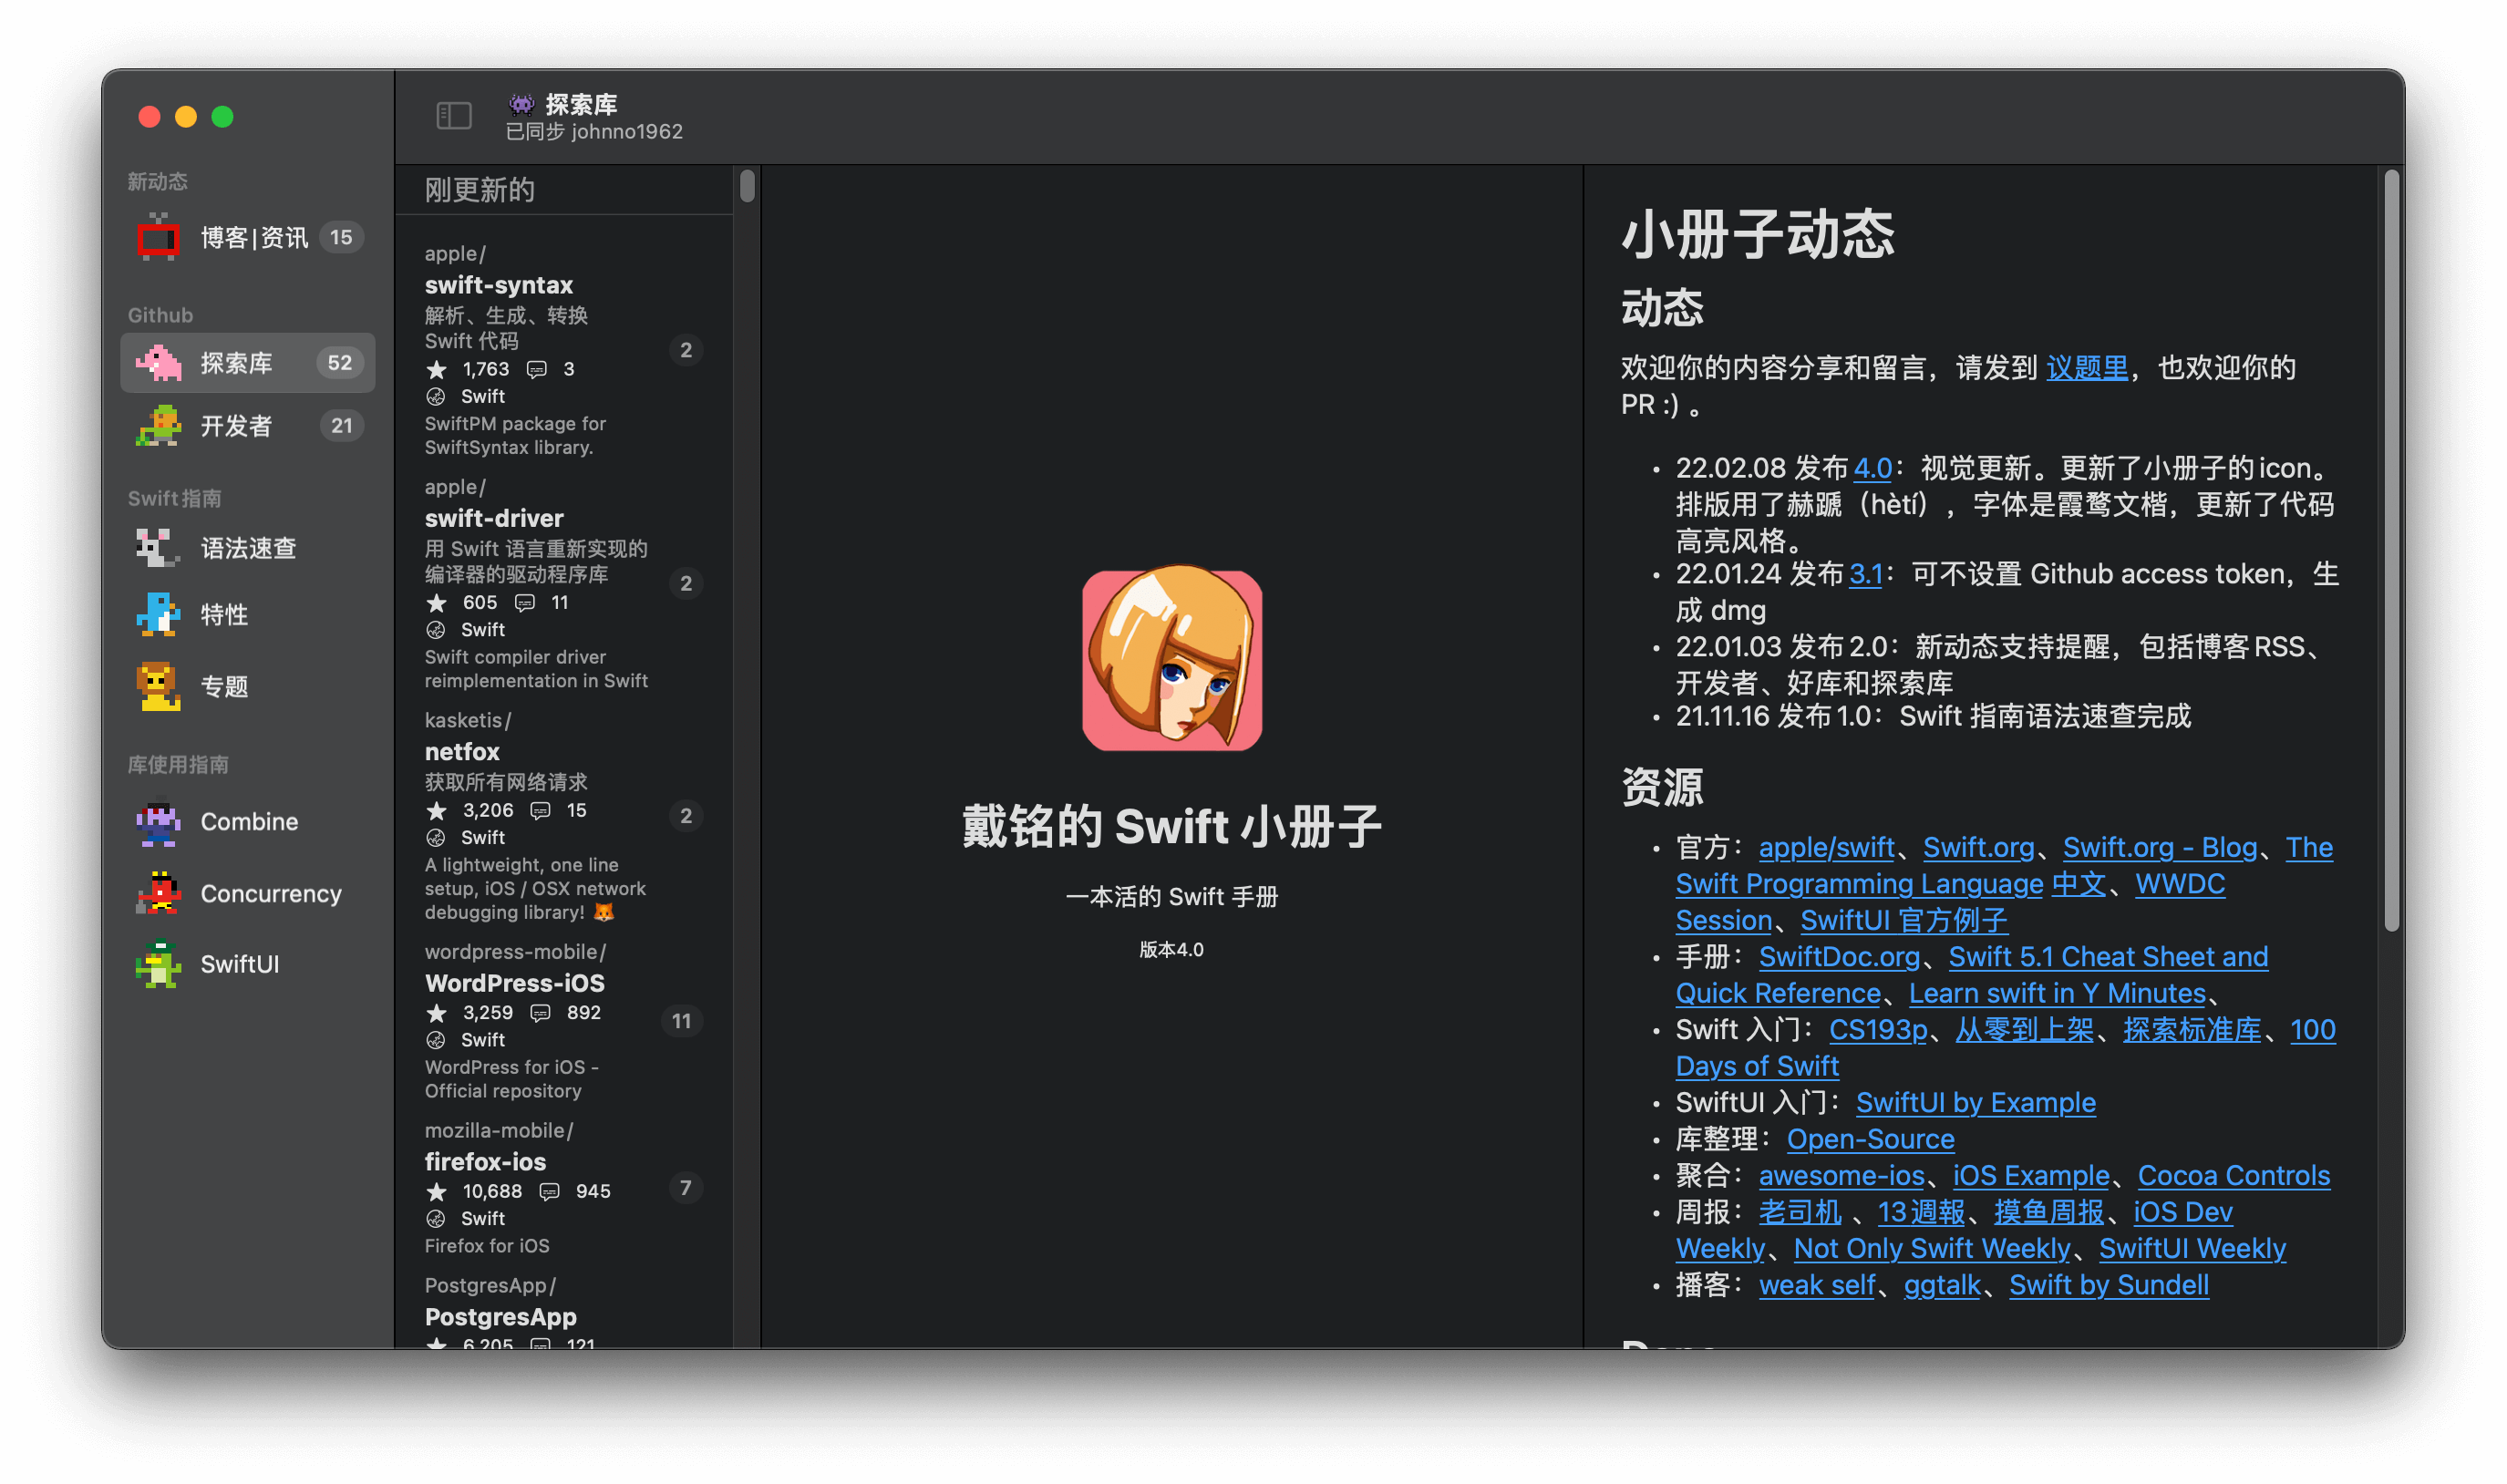 探索库
已同步 johnno1962
新动态
博客|资讯 15
Github
探索库 52
开发者 21
Swift指南
语法速查
特性
专题
库使用指南
Combine
Concurrency
SwiftUI
刚更新的
apple/
swift-syntax
解析、生成、转换
Swift 代码
1,763 3
Swift
SwiftPM package for
SwiftSyntax library.
2
apple/
swift-driver
用 Swift 语言重新实现的
编译器的驱动程序库
605 11
Swift
Swift compiler driver
reimplementation in Swift
2
kasketis/
netfox
获取所有网络请求
3,206 15
Swift
A lightweight, one line
setup, iOS / OSX network
debugging library! 🦊
2
wordpress-mobile/
WordPress-iOS
3,259 892
Swift
WordPress for iOS -
Official repository
11
mozilla-mobile/
firefox-ios
10,688 945
Swift
Firefox for iOS
7
PostgresApp/
PostgresApp
6,205 121
戴铭的 Swift 小册子
一本活的 Swift 手册
版本4.0
小册子动态
动态
欢迎你的内容分享和留言，请发到 议题里，也欢迎你的
PR :) 。
• 22.02.08 发布 4.0：视觉更新。更新了小册子的 icon。
排版用了赫蹏（hètí），字体是霞鹜文楷，更新了代码
高亮风格。
• 22.01.24 发布 3.1：可不设置 Github access token，生
成 dmg
• 22.01.03 发布 2.0：新动态支持提醒，包括博客 RSS、
开发者、好库和探索库
• 21.11.16 发布 1.0：Swift 指南语法速查完成
资源
• 官方：apple/swift、Swift.org、Swift.org - Blog、The
Swift Programming Language 中文、WWDC
Session、SwiftUI 官方例子
• 手册：SwiftDoc.org、Swift 5.1 Cheat Sheet and
Quick Reference、Learn swift in Y Minutes、
• Swift 入门：CS193p、从零到上架、探索标准库、100
Days of Swift
• SwiftUI 入门：SwiftUI by Example
• 库整理：Open-Source
• 聚合：awesome-ios、iOS Example、Cocoa Controls
• 周报：老司机 、13週報、摸鱼周报、iOS Dev
Weekly、Not Only Swift Weekly、SwiftUI Weekly
• 播客：weak self、ggtalk、Swift by Sundell